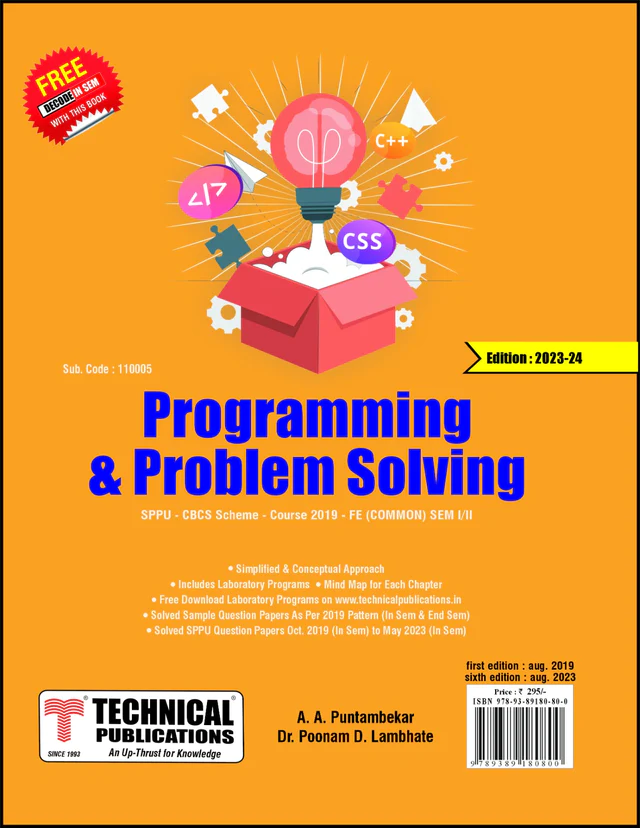 FREE
DECODE IN SEM
WITH THIS BOOK
C++
</>
CSS
Edition : 2023-24
Sub. Code : 110005
Programming
& Problem Solving
SPPU - CBCS Scheme - Course 2019 - FE (COMMON) SEM I/II
• Simplified & Conceptual Approach
• Includes Laboratory Programs • Mind Map for Each Chapter
• Free Download Laboratory Programs on www.technicalpublications.in
• Solved Sample Question Papers As Per 2019 Pattern (In Sem & End Sem)
• Solved SPPU Question Papers Oct. 2019 (In Sem) to May 2023 (In Sem)
first edition : aug. 2019
sixth edition : aug. 2023
Price : ₹ 295/-
ISBN 978-93-89180-80-0
9 789389 180800
A. A. Puntambekar
Dr. Poonam D. Lambhate
® TECHNICAL ®
PUBLICATIONS
SINCE 1993 An Up-Thrust for Knowledge